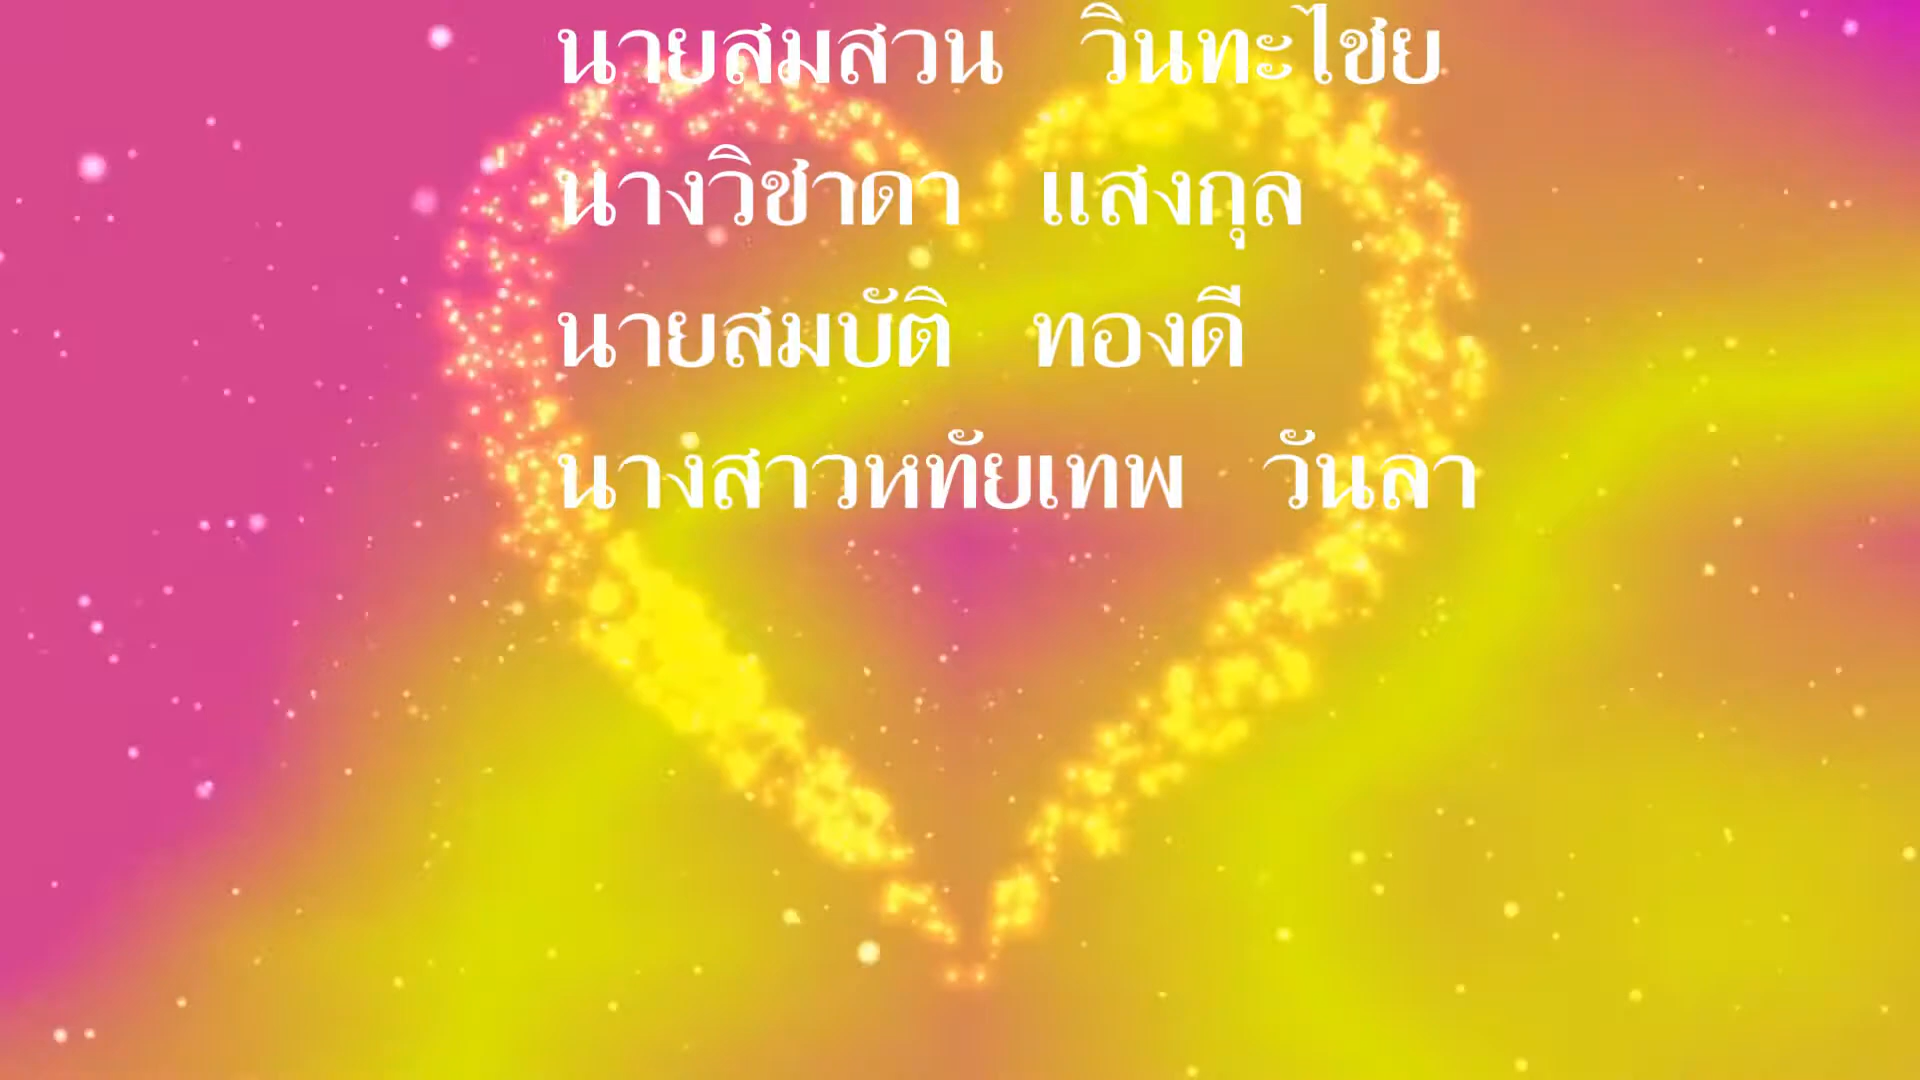 นายสมสวน วินทะไชย
นางวิชาดา แสงกุล
นายสมบัติ ทองดี
นางสาวหทัยเทพ วันลา